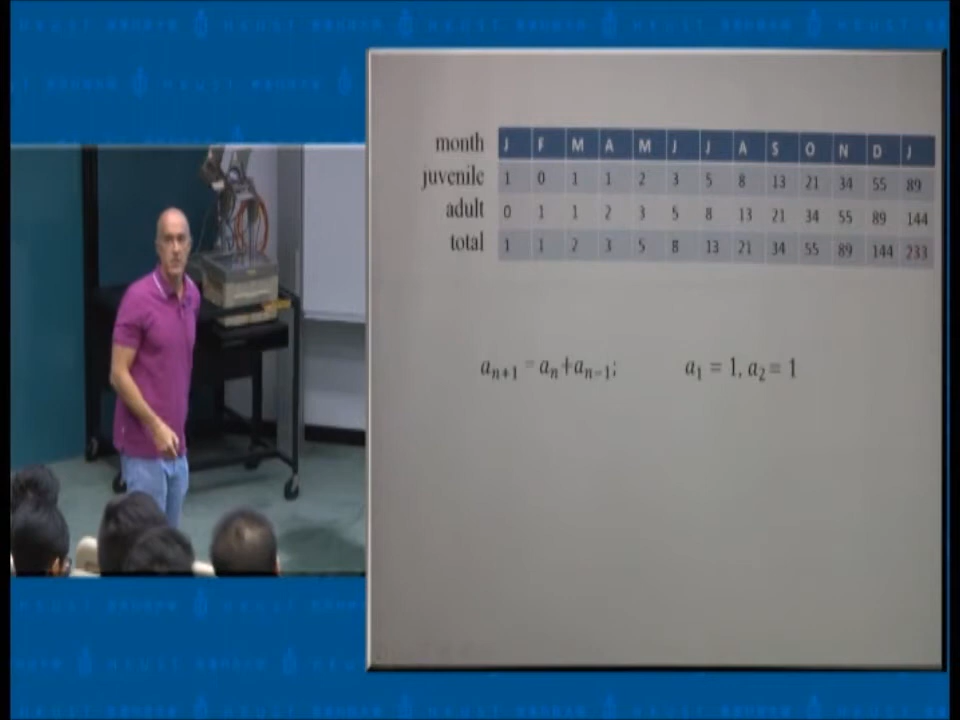 month J F M A M J J A S O N D J
juvenile 1 0 1 1 2 3 5 8 13 21 34 55 89
adult 0 1 1 2 3 5 8 13 21 34 55 89 144
total 1 1 2 3 5 8 13 21 34 55 89 144 233
aₙ₊₁ = aₙ+aₙ₋₁; a₁ = 1, a₂ = 1